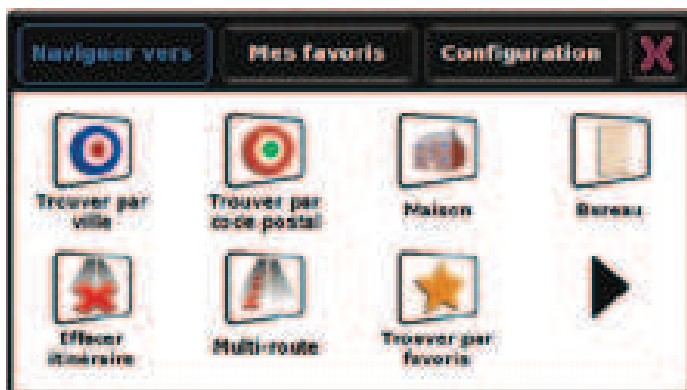 Naviguer vers
Mes favoris
Configuration
X
Trouver par
ville
Trouver par
code postal
Maison
Bureau
Effacer
itinéraire
Multi-route
Trouver par
favoris